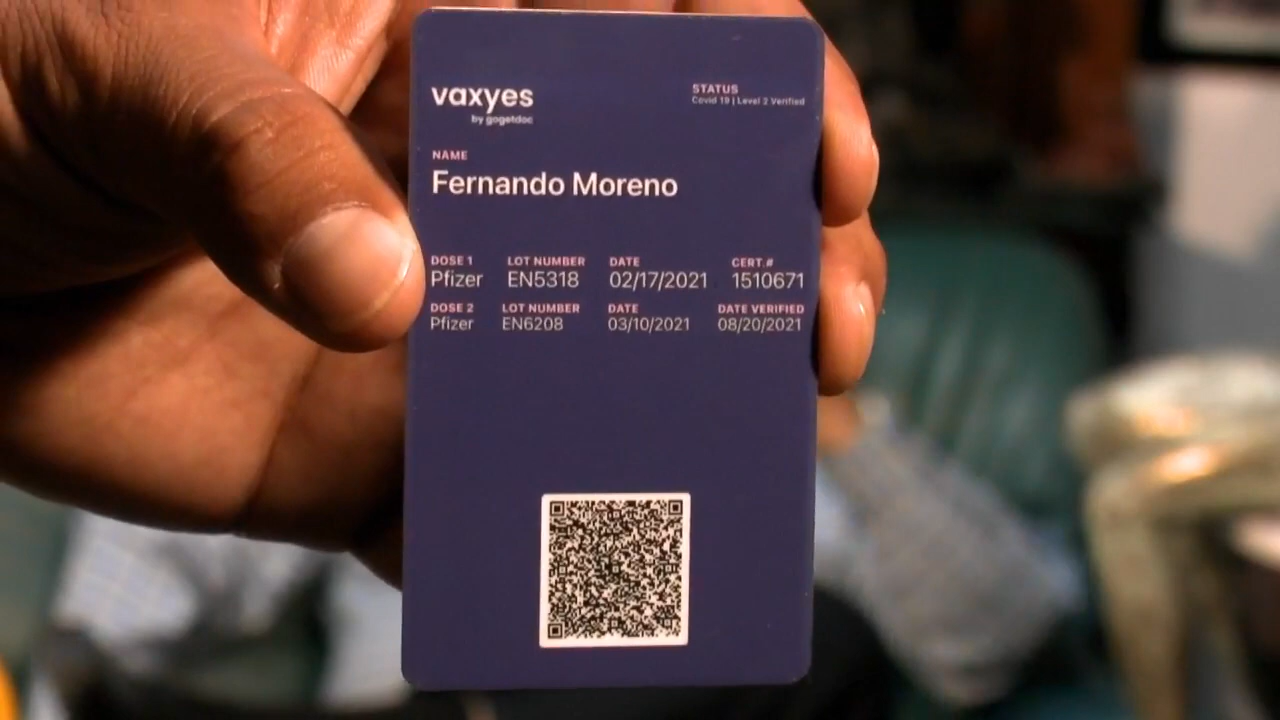 vaxyes
by gogetdoc
STATUS
Covid 19 | Level 2 Verified
NAME
Fernando Moreno
DOSE 1 LOT NUMBER DATE CERT.#
Pfizer EN5318 02/17/2021 1510671
DOSE 2 LOT NUMBER DATE DATE VERIFIED
Pfizer EN6208 03/10/2021 08/20/2021